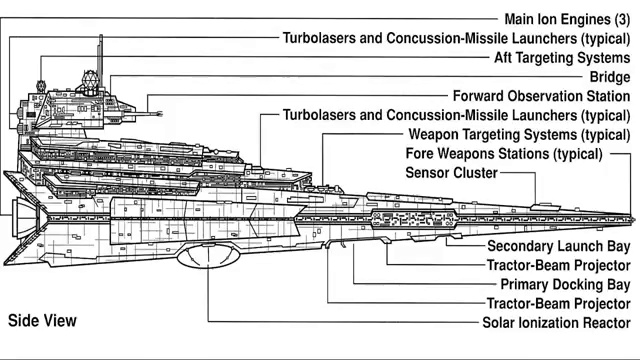 Main Ion Engines (3)
Turbolasers and Concussion-Missile Launchers (typical)
Aft Targeting Systems
Bridge
Forward Observation Station
Turbolasers and Concussion-Missile Launchers (typical)
Weapon Targeting Systems (typical)
Fore Weapons Stations (typical)
Sensor Cluster
Secondary Launch Bay
Tractor-Beam Projector
Primary Docking Bay
Tractor-Beam Projector
Side View
Solar Ionization Reactor